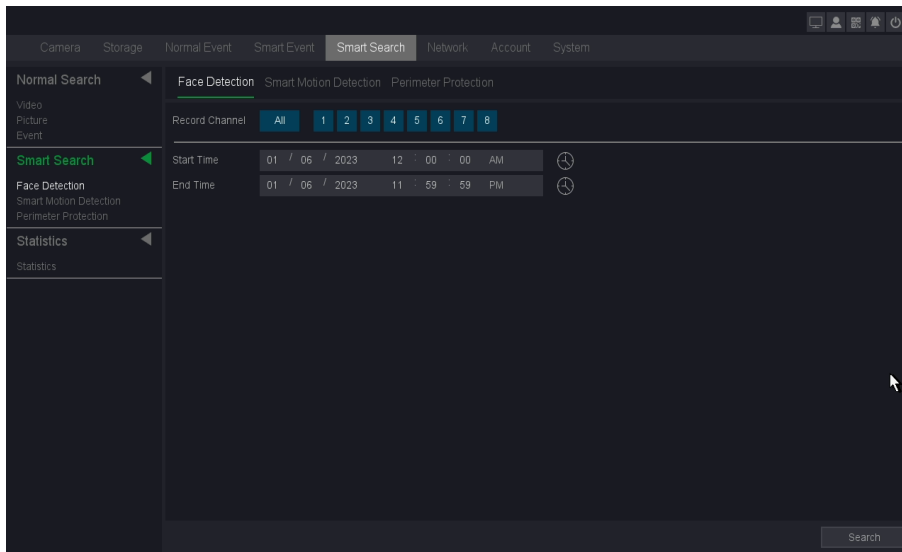 Camera Storage Normal Event Smart Event Smart Search Network Account System
Normal Search
Video
Picture
Event
Smart Search
Face Detection
Smart Motion Detection
Perimeter Protection
Statistics
Statistics
Face Detection Smart Motion Detection Perimeter Protection
Record Channel All 1 2 3 4 5 6 7 8
Start Time 01 / 06 / 2023 12 : 00 : 00 AM
End Time 01 / 06 / 2023 11 : 59 : 59 PM
Search